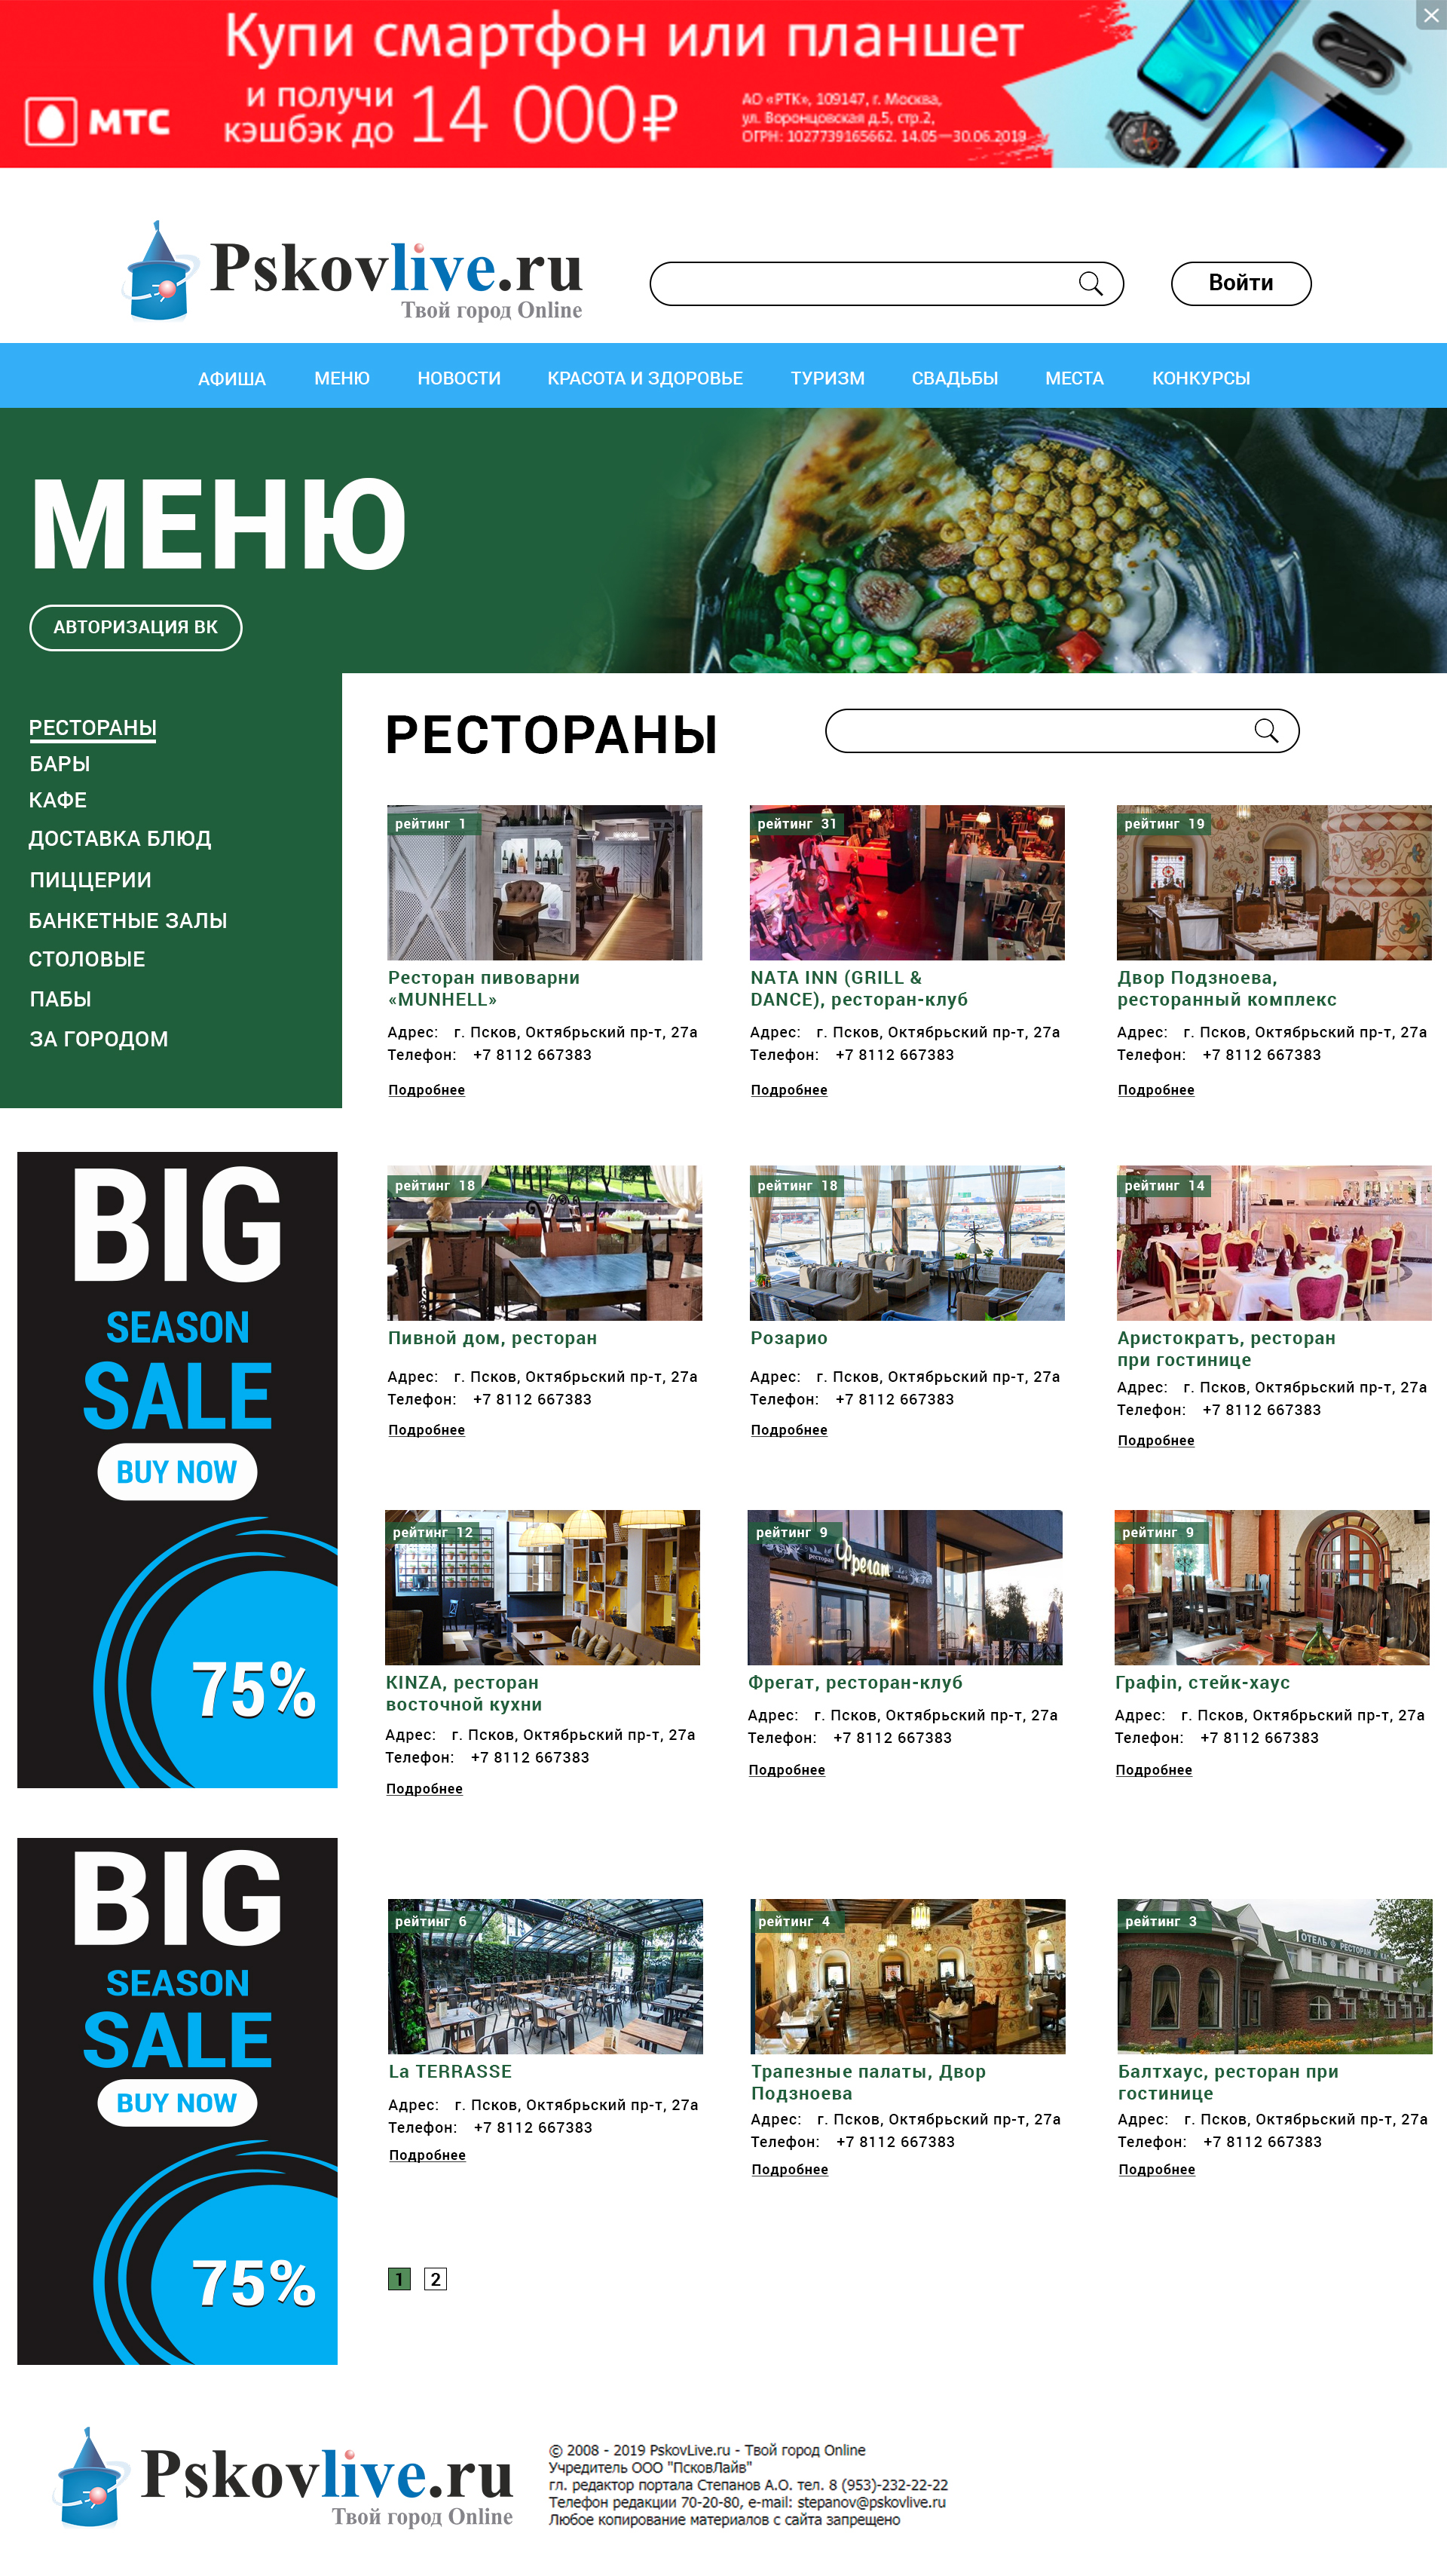 Купи смартфон или планшет
и получи
кэшбэк до 14 000 ₽
МТС
АО «РТК», 109147, г. Москва,
ул. Воронцовская д.5, стр.2,
ОГРН: 1027739165662. 14.05—30.06.2019
Pskovlive.ru
Твой город Online
Войти
АФИША МЕНЮ НОВОСТИ КРАСОТА И ЗДОРОВЬЕ ТУРИЗМ СВАДЬБЫ МЕСТА КОНКУРСЫ
МЕНЮ
АВТОРИЗАЦИЯ ВК
РЕСТОРАНЫ
БАРЫ
КАФЕ
ДОСТАВКА БЛЮД
ПИЦЦЕРИИ
БАНКЕТНЫЕ ЗАЛЫ
СТОЛОВЫЕ
ПАБЫ
ЗА ГОРОДОМ
РЕСТОРАНЫ
рейтинг 1
Ресторан пивоварни
«MUNHELL»
Адрес: г. Псков, Октябрьский пр-т, 27а
Телефон: +7 8112 667383
Подробнее
рейтинг 31
NATA INN (GRILL &
DANCE), ресторан-клуб
Адрес: г. Псков, Октябрьский пр-т, 27а
Телефон: +7 8112 667383
Подробнее
рейтинг 19
Двор Подзноева,
ресторанный комплекс
Адрес: г. Псков, Октябрьский пр-т, 27а
Телефон: +7 8112 667383
Подробнее
рейтинг 18
Пивной дом, ресторан
Адрес: г. Псков, Октябрьский пр-т, 27а
Телефон: +7 8112 667383
Подробнее
рейтинг 18
Розарио
Адрес: г. Псков, Октябрьский пр-т, 27а
Телефон: +7 8112 667383
Подробнее
рейтинг 14
Аристократъ, ресторан
при гостинице
Адрес: г. Псков, Октябрьский пр-т, 27а
Телефон: +7 8112 667383
Подробнее
рейтинг 12
KINZA, ресторан
восточной кухни
Адрес: г. Псков, Октябрьский пр-т, 27а
Телефон: +7 8112 667383
Подробнее
рейтинг 9
ресторан Фрегат
Фрегат, ресторан-клуб
Адрес: г. Псков, Октябрьский пр-т, 27а
Телефон: +7 8112 667383
Подробнее
рейтинг 9
Графin, стейк-хаус
Адрес: г. Псков, Октябрьский пр-т, 27а
Телефон: +7 8112 667383
Подробнее
рейтинг 6
La TERRASSE
Адрес: г. Псков, Октябрьский пр-т, 27а
Телефон: +7 8112 667383
Подробнее
рейтинг 4
Трапезные палаты, Двор
Подзноева
Адрес: г. Псков, Октябрьский пр-т, 27а
Телефон: +7 8112 667383
Подробнее
рейтинг 3
ОТЕЛЬ РЕСТОРАН
Балтхаус, ресторан при
гостинице
Адрес: г. Псков, Октябрьский пр-т, 27а
Телефон: +7 8112 667383
Подробнее
BIG
SEASON
SALE
BUY NOW
75%
BIG
SEASON
SALE
BUY NOW
75%
1 2
Pskovlive.ru
Твой город Online
© 2008 - 2019 PskovLive.ru - Твой город Online
Учредитель ООО "ПсковЛайв"
гл. редактор портала Степанов А.О. тел. 8 (953)-232-22-22
Телефон редакции 70-20-80, e-mail: stepanov@pskovlive.ru
Любое копирование материалов с сайта запрещено